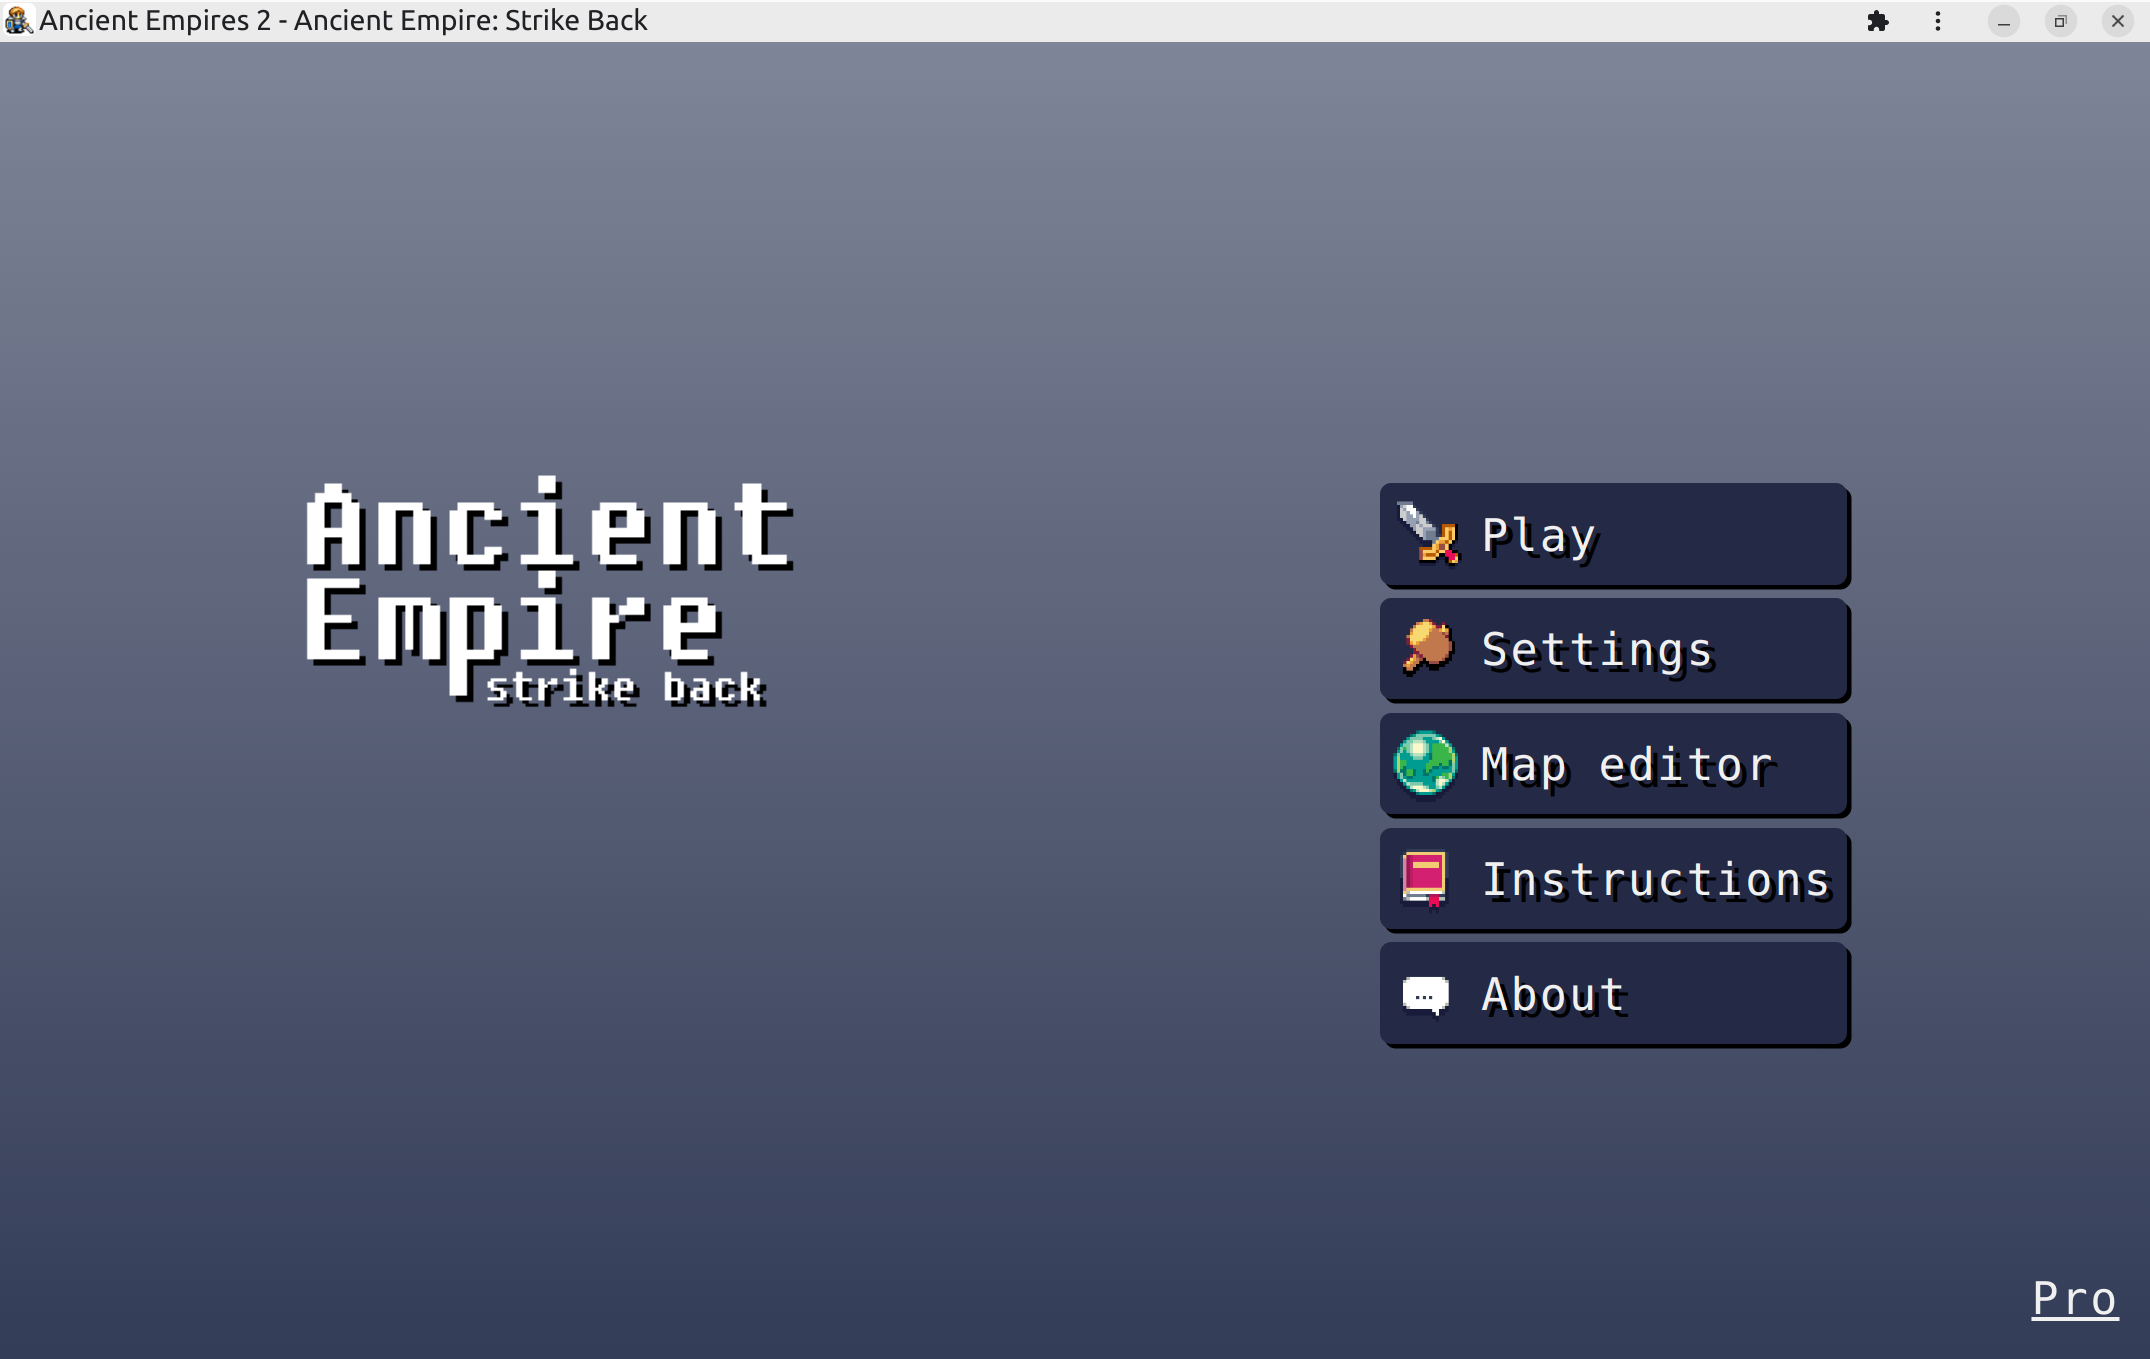 Ancient Empires 2 - Ancient Empire: Strike Back
Ancient
Empire
strike back
Play
Settings
Map editor
Instructions
About
Pro